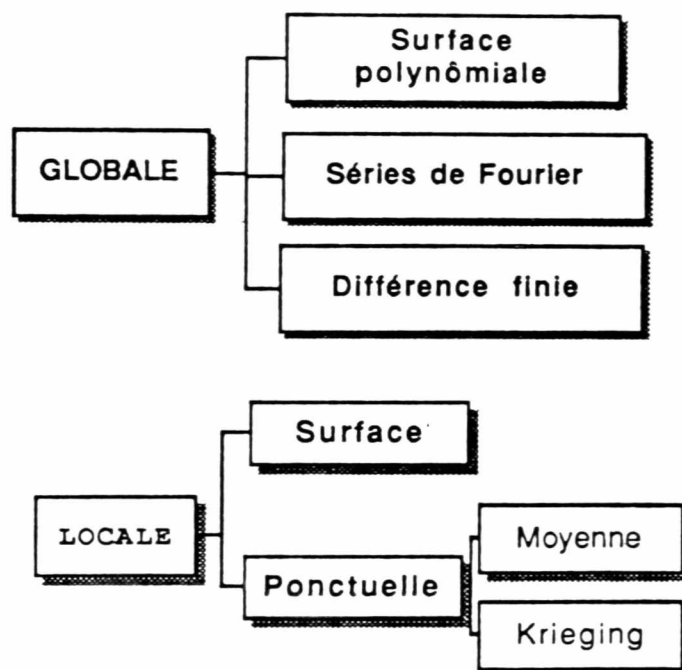 Surface
polynômiale
GLOBALE
Séries de Fourier
Différence finie
Surface
LOCALE
Ponctuelle
Moyenne
Krieging